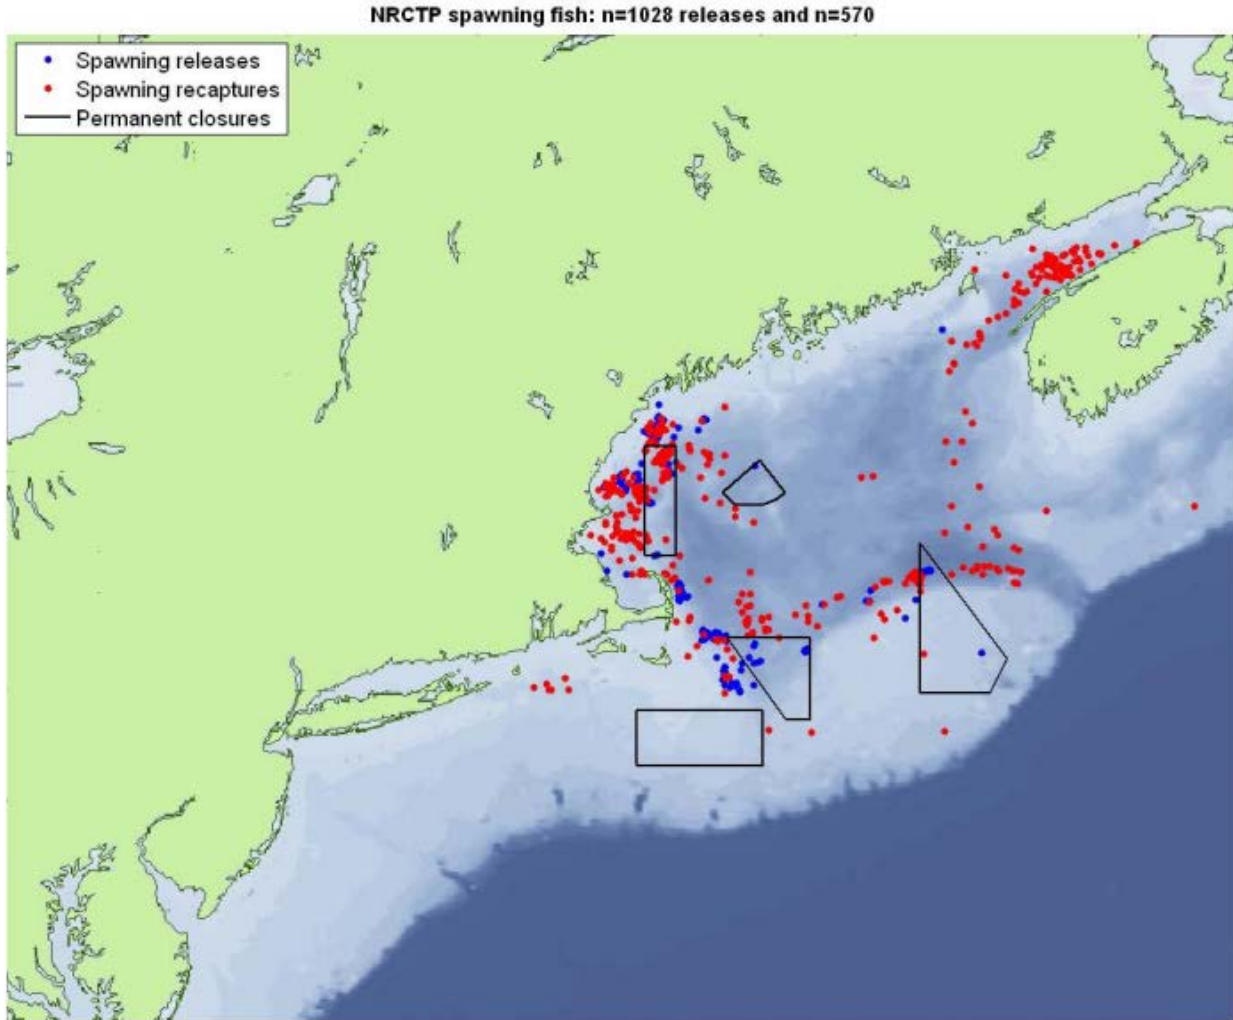 NRCTP spawning fish: n=1028 releases and n=570
Spawning releases
Spawning recaptures
Permanent closures